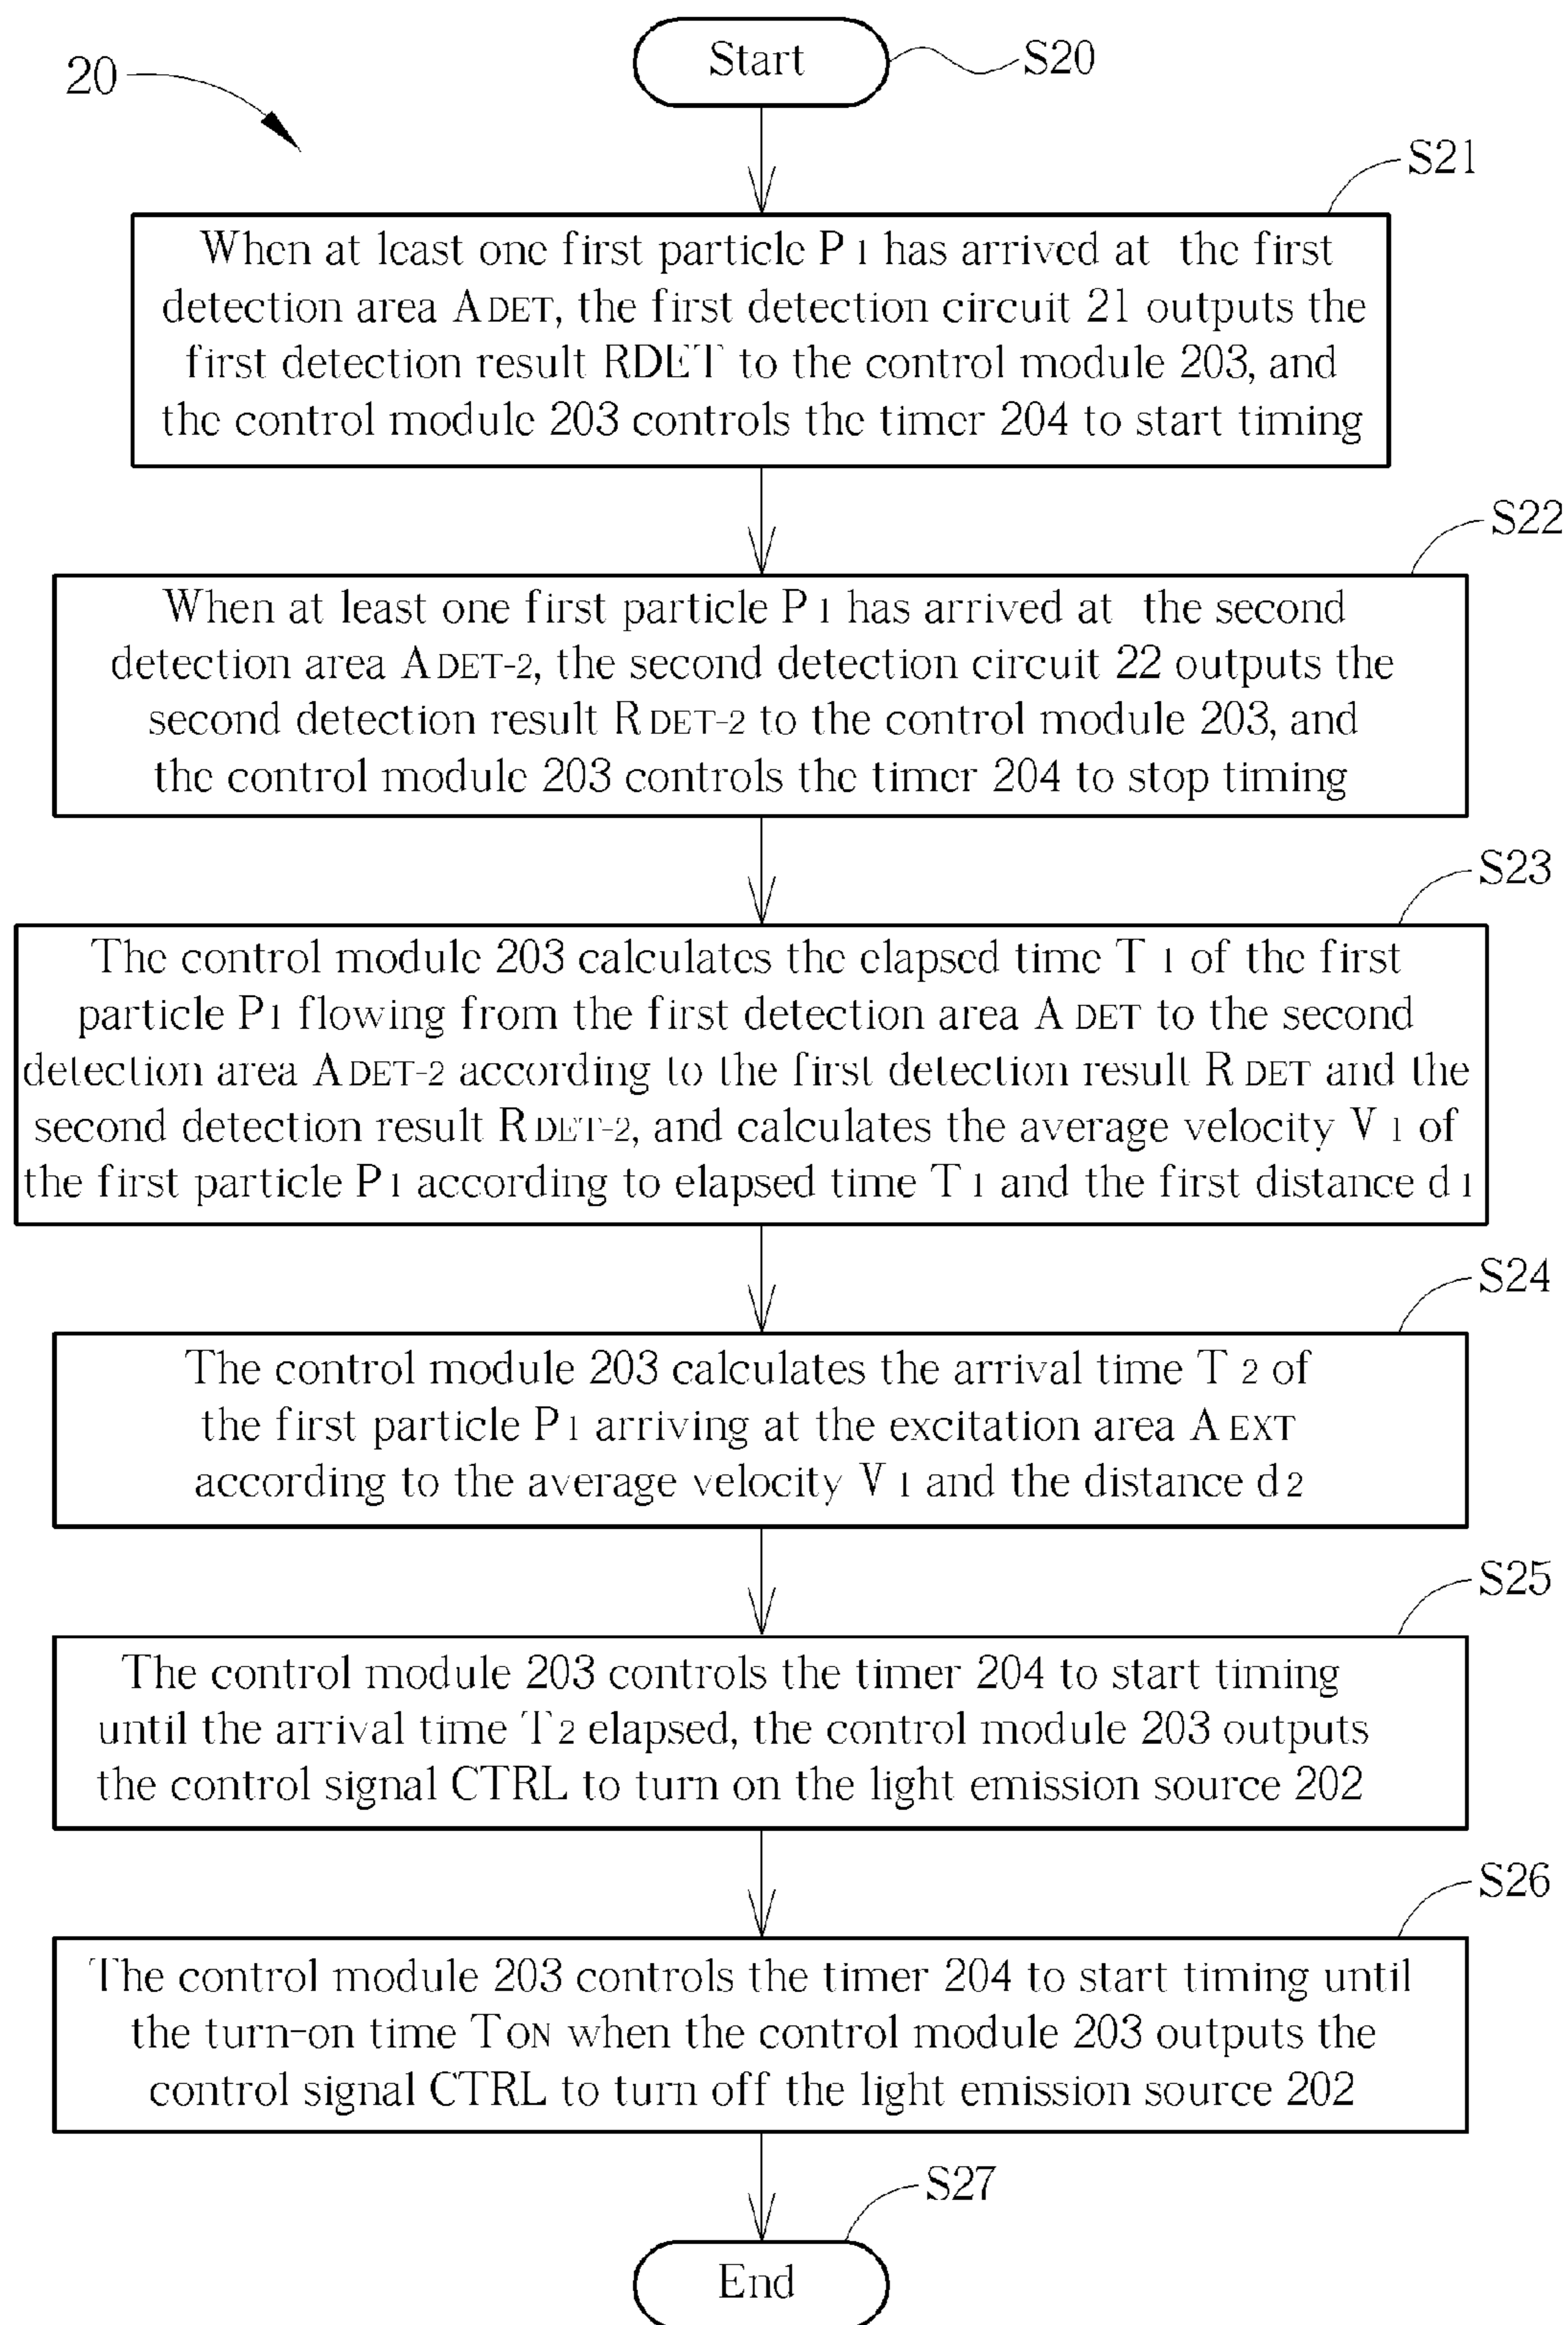 Start
S20
20
S21
When at least one first particle P1 has arrived at the first
detection area ADET, the first detection circuit 21 outputs the
first detection result RDET to the control module 203, and
the control module 203 controls the timer 204 to start timing
S22
When at least one first particle P1 has arrived at the second
detection area ADET-2, the second detection circuit 22 outputs the
second detection result RDET-2 to the control module 203, and
the control module 203 controls the timer 204 to stop timing
S23
The control module 203 calculates the elapsed time T1 of the first
particle P1 flowing from the first detection area ADET to the second
detection area ADET-2 according to the first detection result RDET and the
second detection result RDET-2, and calculates the average velocity V1 of
the first particle P1 according to elapsed time T1 and the first distance d1
S24
The control module 203 calculates the arrival time T2 of
the first particle P1 arriving at the excitation area AEXT
according to the average velocity V1 and the distance d2
S25
The control module 203 controls the timer 204 to start timing
until the arrival time T2 elapsed, the control module 203 outputs
the control signal CTRL to turn on the light emission source 202
S26
The control module 203 controls the timer 204 to start timing until
the turn-on time TON when the control module 203 outputs the
control signal CTRL to turn off the light emission source 202
S27
End